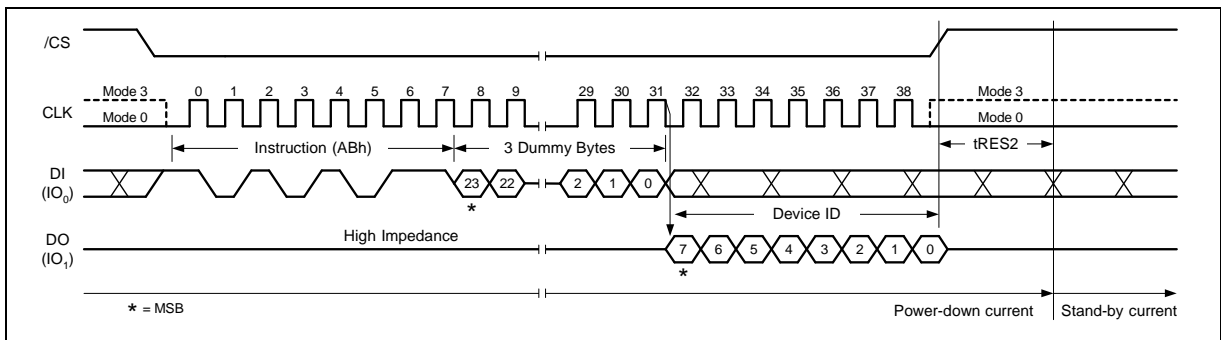 /CS
Mode 3 0 1 2 3 4 5 6 7 8 9 29 30 31 32 33 34 35 36 37 38 Mode 3
CLK
Mode 0 Mode 0
Instruction (ABh) 3 Dummy Bytes tRES2
DI
(IO0)
23 22 2 1 0
*
Device ID
High Impedance
DO
(IO1)
7 6 5 4 3 2 1 0
*
* = MSB
Power-down current Stand-by current